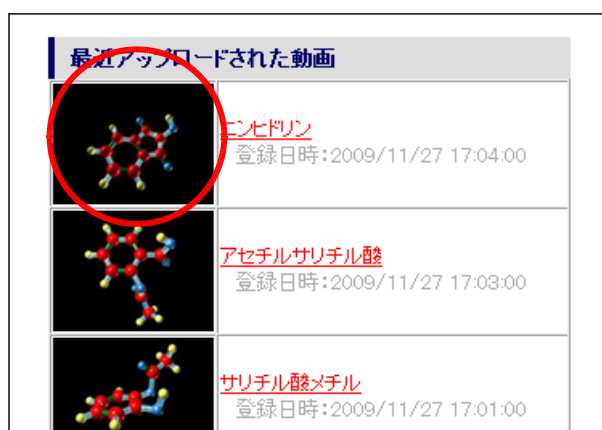 最近アップロードされた動画
ニンヒドリン
登録日時:2009/11/27 17:04:00
アセチルサリチル酸
登録日時:2009/11/27 17:03:00
サリチル酸メチル
登録日時:2009/11/27 17:01:00